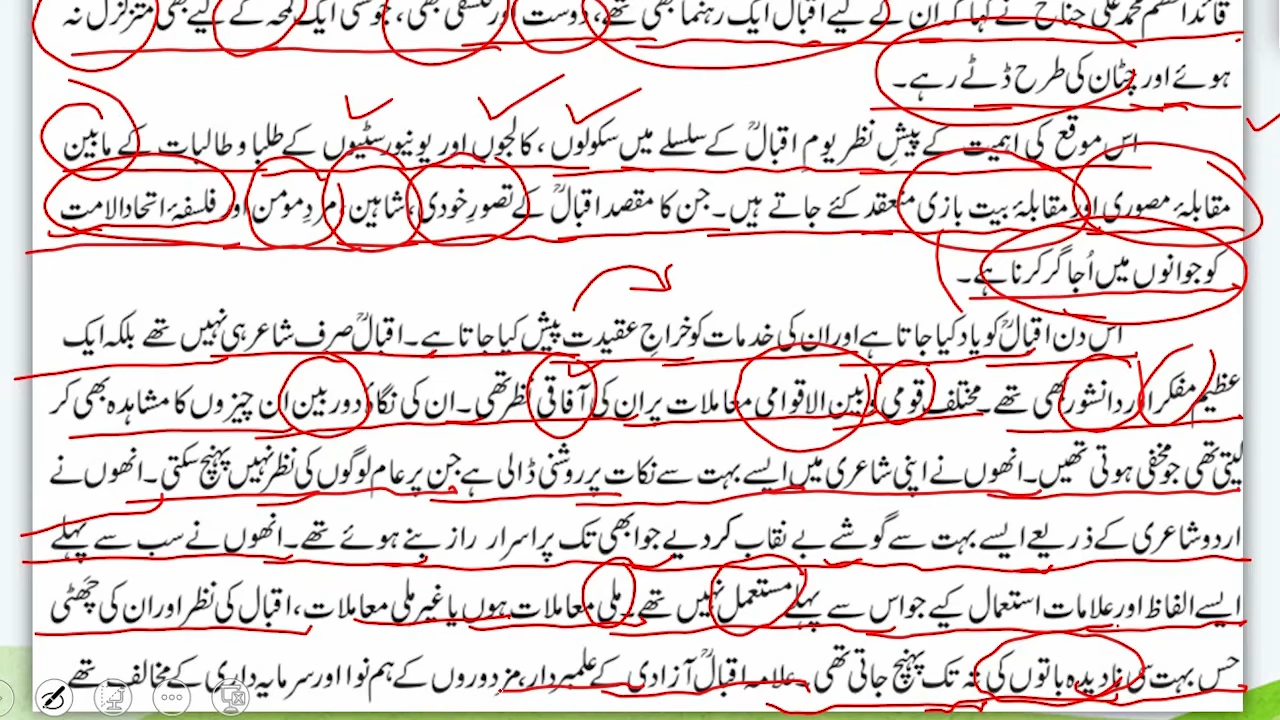 قائداعظم محمد علی جناح نے کہا کہ ان کے لیے اقبال ایک رہنما بھی تھے، دوست اور فلسفی بھی، جو کسی ایک لمحہ کے لیے بھی متزلزل نہ
ہوئے اور چٹان کی طرح ڈٹے رہے۔
اس موقع کی اہمیت کے پیشِ نظر یومِ اقبالؒ کے سلسلے میں سکولوں، کالجوں اور یونیورسٹیوں کے طلبا و طالبات کے مابین
مقابلۂ مصوری اور مقابلۂ بیت بازی منعقد کئے جاتے ہیں۔ جن کا مقصد اقبالؒ کے تصورِ خودی، شاہین، مردِ مومن اور فلسفۂ اتحاد الامت
کو جوانوں میں اُجاگر کرنا ہے۔
اس دن اقبالؒ کو یاد کیا جاتا ہے اور ان کی خدمات کو خراجِ عقیدت پیش کیا جاتا ہے۔ اقبالؒ صرف شاعر ہی نہیں تھے بلکہ ایک
عظیم مفکر اور دانشور بھی تھے۔ مختلف قومی و بین الاقوامی معاملات پر ان کی آفاقی نظر تھی۔ ان کی نگاہ دور بین ان چیزوں کا مشاہدہ بھی کر
لیتی تھی جو مخفی ہوتی تھیں۔ انھوں نے اپنی شاعری میں ایسے بہت سے نکات پر روشنی ڈالی ہے جن پر عام لوگوں کی نظر نہیں پہنچ سکتی۔ انھوں نے
اردو شاعری کے ذریعے ایسے بہت سے گوشے بے نقاب کر دیے جو ابھی تک پر اسرار راز بنے ہوئے تھے۔ انھوں نے سب سے پہلے
ایسے الفاظ اور علامات استعمال کیے جو اس سے پہلے مستعمل نہیں تھے۔ ملی معاملات ہوں یا غیر ملی معاملات، اقبال کی نظر اور ان کی چھٹی
حس بہت سی نادیدہ باتوں کی تہ تک پہنچ جاتی تھی۔ علامہ اقبالؒ آزادی کے علمبردار، مزدوروں کے ہم نوا اور سرمایہ داری کے مخالف تھے